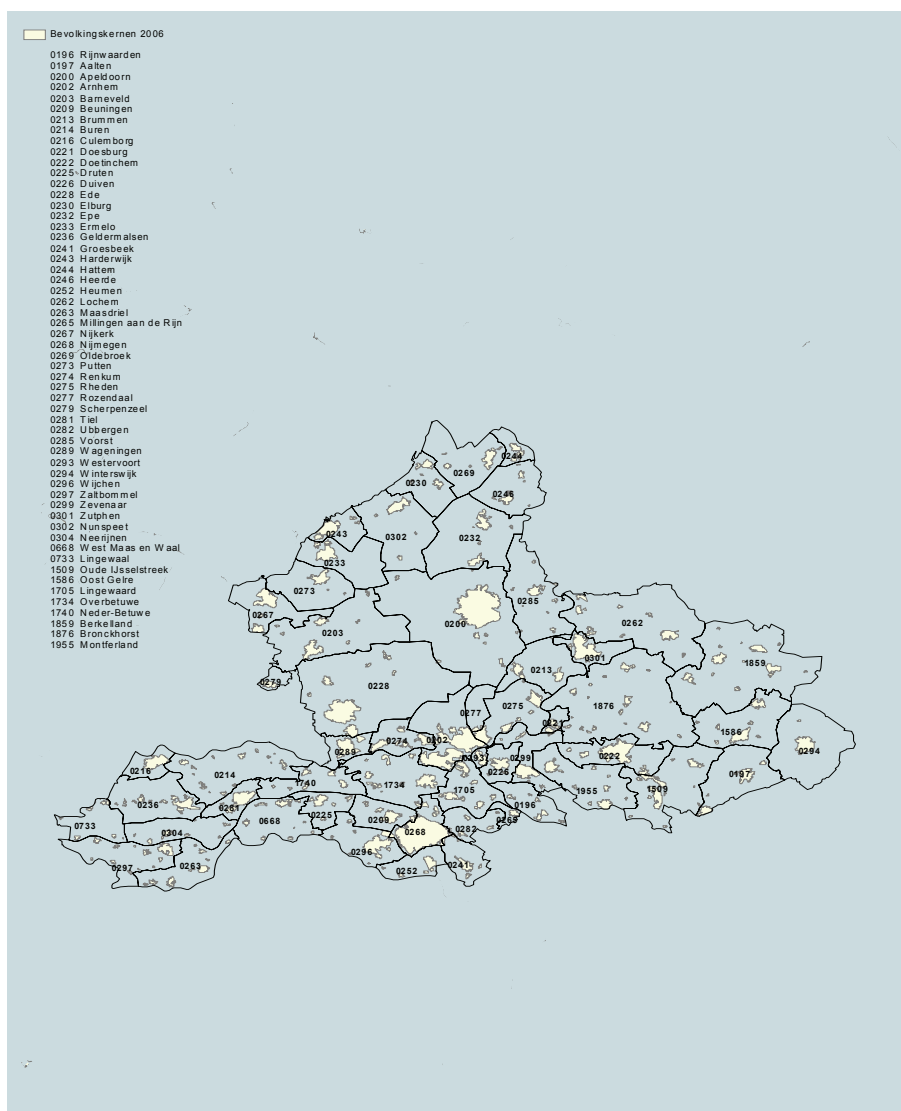 Bevolkingskernen 2006
0196 Rijnwaarden
0197 Aalten
0200 Apeldoorn
0202 Arnhem
0203 Barneveld
0209 Beuningen
0213 Brummen
0214 Buren
0216 Culemborg
0221 Doesburg
0222 Doetinchem
0225 Druten
0226 Duiven
0228 Ede
0230 Elburg
0232 Epe
0233 Ermelo
0236 Geldermalsen
0241 Groesbeek
0243 Harderwijk
0244 Hattem
0246 Heerde
0252 Heumen
0262 Lochem
0263 Maasdriel
0265 Millingen aan de Rijn
0267 Nijkerk
0268 Nijmegen
0269 Oldebroek
0273 Putten
0274 Renkum
0275 Rheden
0277 Rozendaal
0279 Scherpenzeel
0281 Tiel
0282 Ubbergen
0285 Voorst
0289 Wageningen
0293 Westervoort
0294 Winterswijk
0296 Wijchen
0297 Zaltbommel
0299 Zevenaar
0301 Zutphen
0302 Nunspeet
0304 Neerijnen
0668 West Maas en Waal
0733 Lingewaal
1509 Oude IJsselstreek
1586 Oost Gelre
1705 Lingewaard
1734 Overbetuwe
1740 Neder-Betuwe
1859 Berkelland
1876 Bronckhorst
1955 Montferland
0244
0269
0230
0246
0243
0302
0232
0233
0273
0285
0267
0200
0262
0203
0301
1859
0213
0279
0228
0277
0275
1876
0221
1586
0202
0274
0294
0289
0293
0299
0222
0216
0214
0226
0197
1740
1734
1705
1955
1509
0236
0281
0196
0225
0668
0209
0265
0733
0304
0268
0282
0296
0297
0263
0252
0241